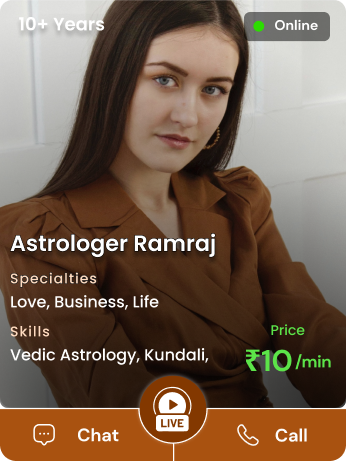 10+ Years
Online
Astrologer Ramraj
Specialties
Love, Business, Life
Skills
Vedic Astrology, Kundali,
Price
₹10 /min
LIVE
Chat
Call